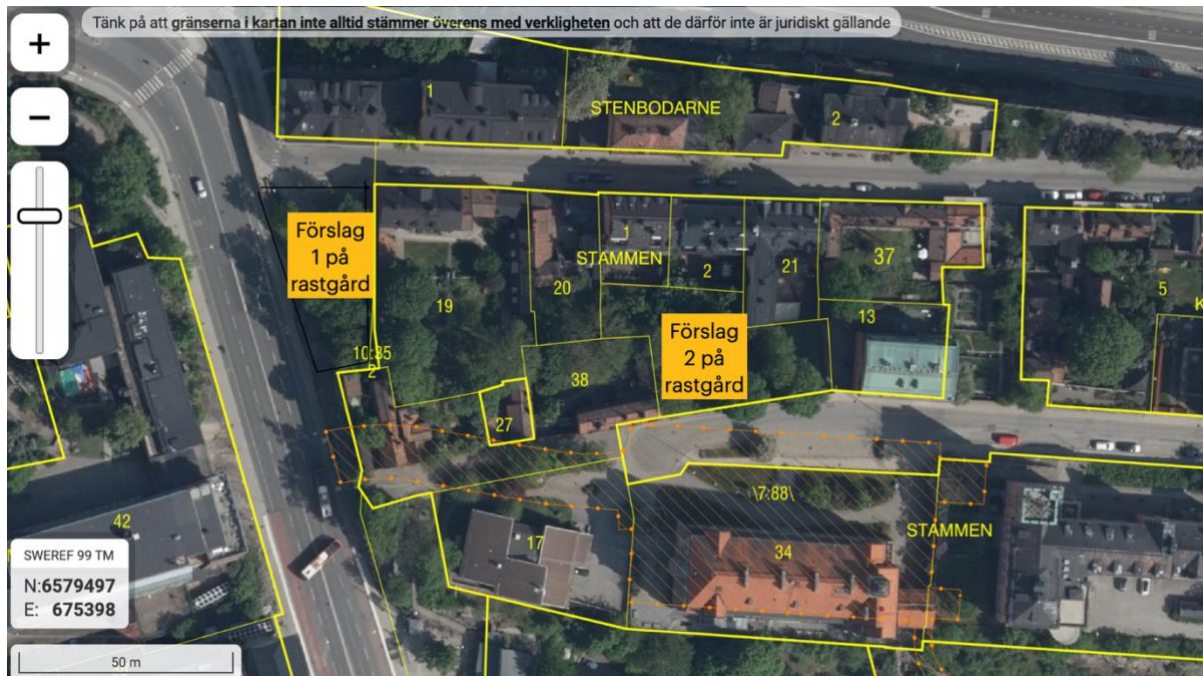 Tänk på att gränserna i kartan inte alltid stämmer överens med verkligheten och att de därför inte är juridiskt gällande
+
−
1
STENBODARNE
2
Förslag
1 på
rastgård
19
20
1
STAMMEN
2
21
37
13
5
K
Förslag
2 på
rastgård
10:35
2
38
27
42
17
\7:88\
34
STAMMEN
SWEREF 99 TM
N:6579497
E: 675398
50 m